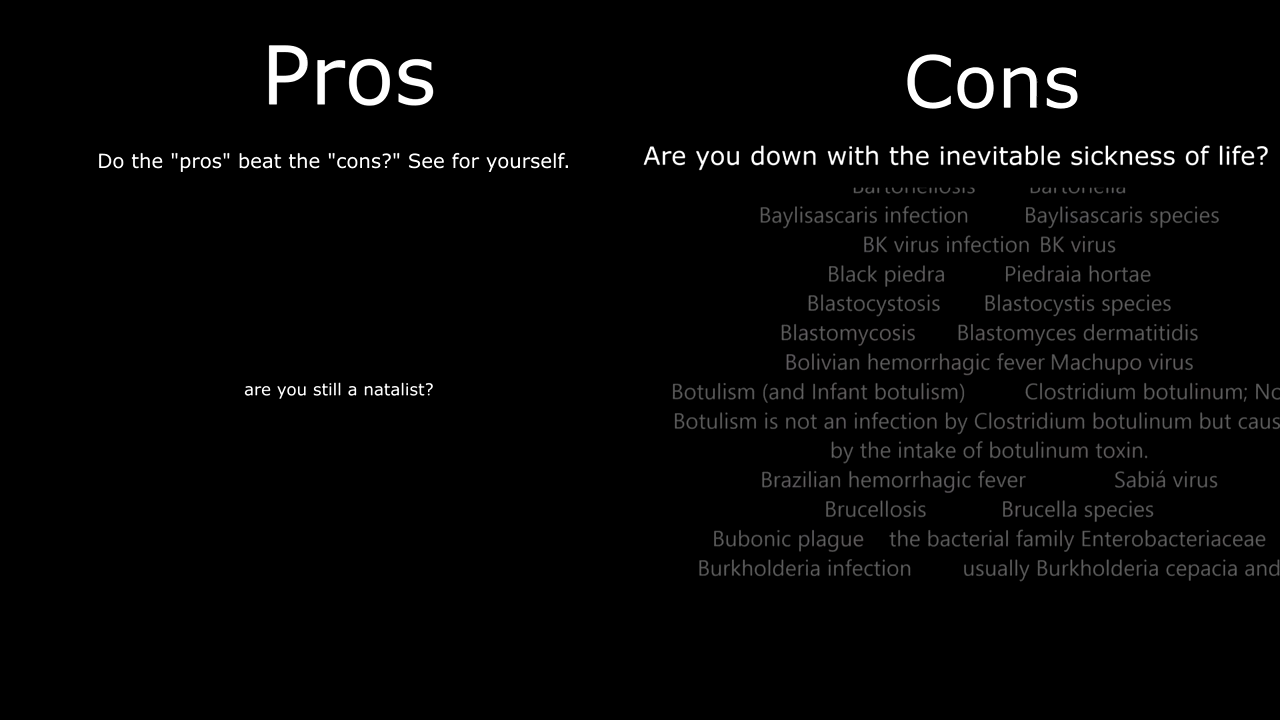 Pros
Do the "pros" beat the "cons?" See for yourself.
are you still a natalist?
Cons
Are you down with the inevitable sickness of life?
Bartonellosis Bartonella
Baylisascaris infection Baylisascaris species
BK virus infection BK virus
Black piedra Piedraia hortae
Blastocystosis Blastocystis species
Blastomycosis Blastomyces dermatitidis
Bolivian hemorrhagic fever Machupo virus
Botulism (and Infant botulism) Clostridium botulinum; No
Botulism is not an infection by Clostridium botulinum but caus
by the intake of botulinum toxin.
Brazilian hemorrhagic fever Sabiá virus
Brucellosis Brucella species
Bubonic plague the bacterial family Enterobacteriaceae
Burkholderia infection usually Burkholderia cepacia and